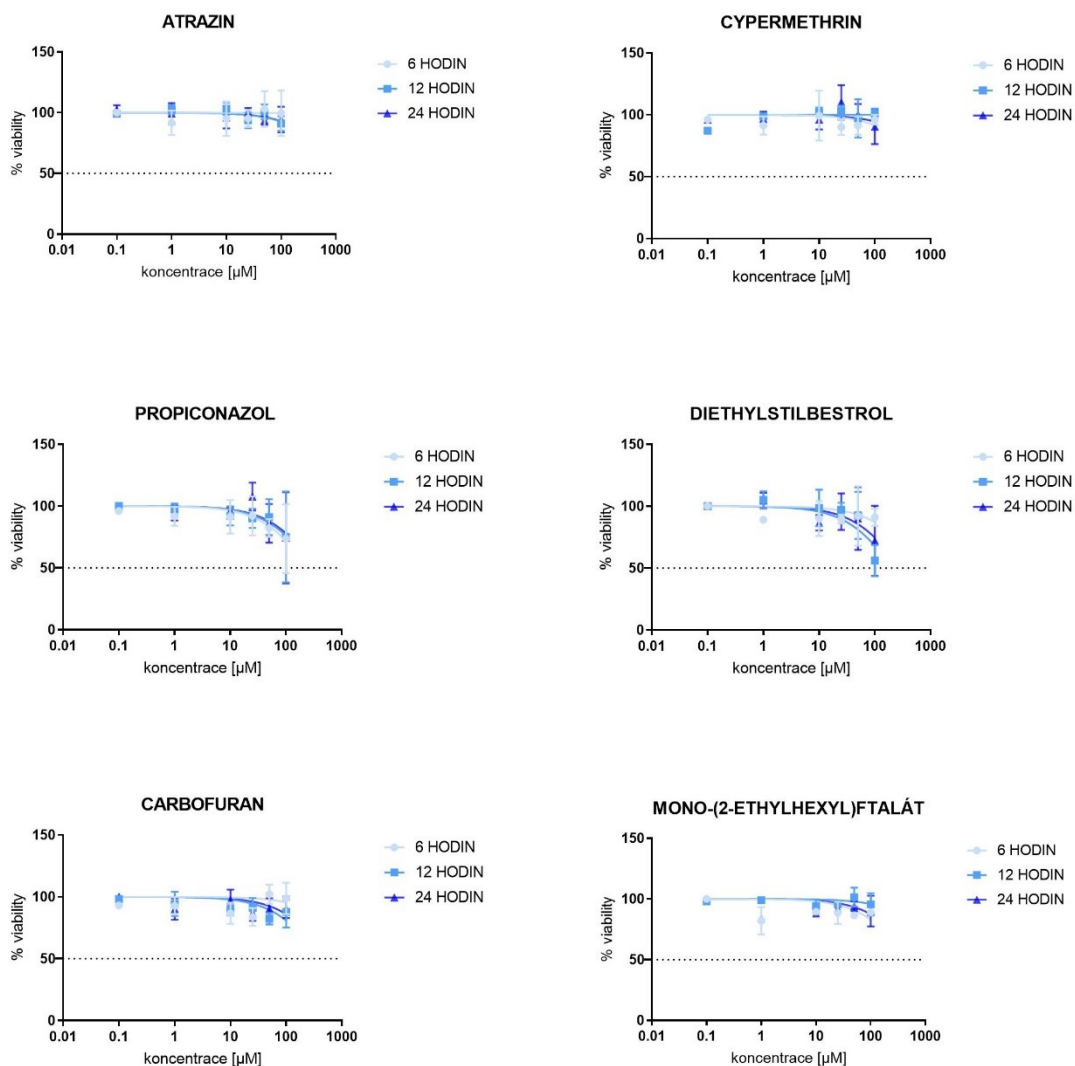 ATRAZIN
150
100
50
0
% viability
0.01 0.1 1 10 100 1000
koncentrace [µM]
6 HODIN
12 HODIN
24 HODIN
CYPERMETHRIN
150
100
50
0
% viability
0.01 0.1 1 10 100 1000
koncentrace [µM]
6 HODIN
12 HODIN
24 HODIN
PROPICONAZOL
150
100
50
0
% viability
0.01 0.1 1 10 100 1000
koncentrace [µM]
6 HODIN
12 HODIN
24 HODIN
DIETHYLSTILBESTROL
150
100
50
0
% viability
0.01 0.1 1 10 100 1000
koncentrace [µM]
6 HODIN
12 HODIN
24 HODIN
CARBOFURAN
150
100
50
0
% viability
0.01 0.1 1 10 100 1000
koncentrace [µM]
6 HODIN
12 HODIN
24 HODIN
MONO-(2-ETHYLHEXYL)FTALÁT
150
100
50
0
% viability
0.01 0.1 1 10 100 1000
koncentrace [µM]
6 HODIN
12 HODIN
24 HODIN